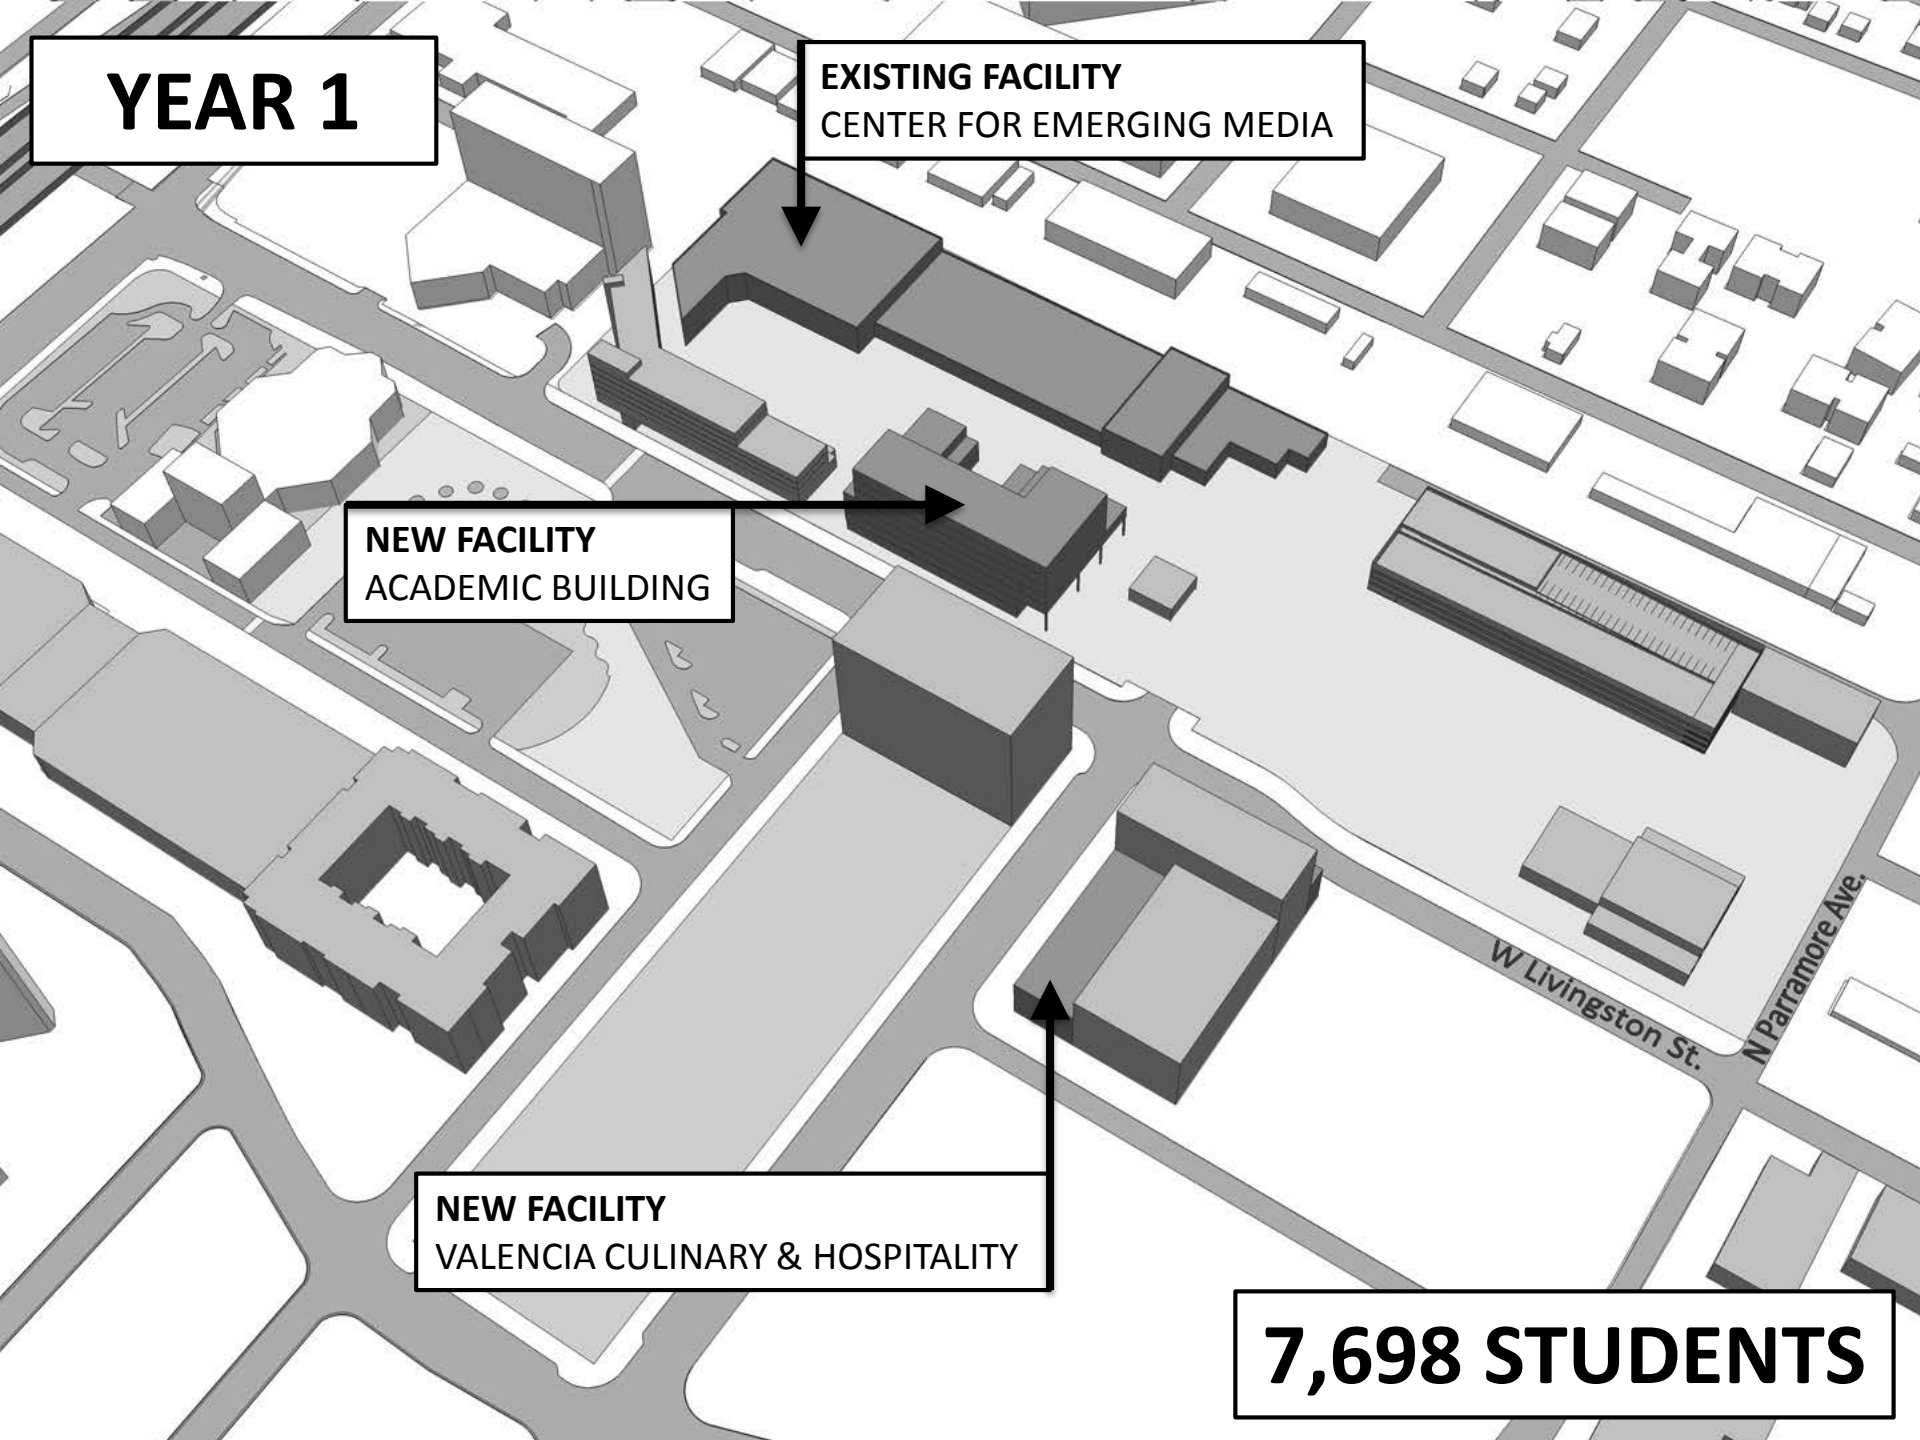 YEAR 1
EXISTING FACILITY
CENTER FOR EMERGING MEDIA
NEW FACILITY
ACADEMIC BUILDING
W Livingston St.
N Parramore Ave.
NEW FACILITY
VALENCIA CULINARY & HOSPITALITY
7,698 STUDENTS